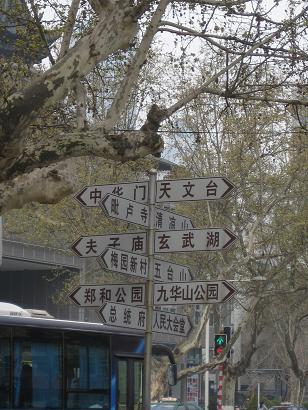 中华门 天文台
毗卢寺 清凉山
夫子庙 玄武湖
梅园新村 五台山
郑和公园 九华山公园
总统府 人民大会堂